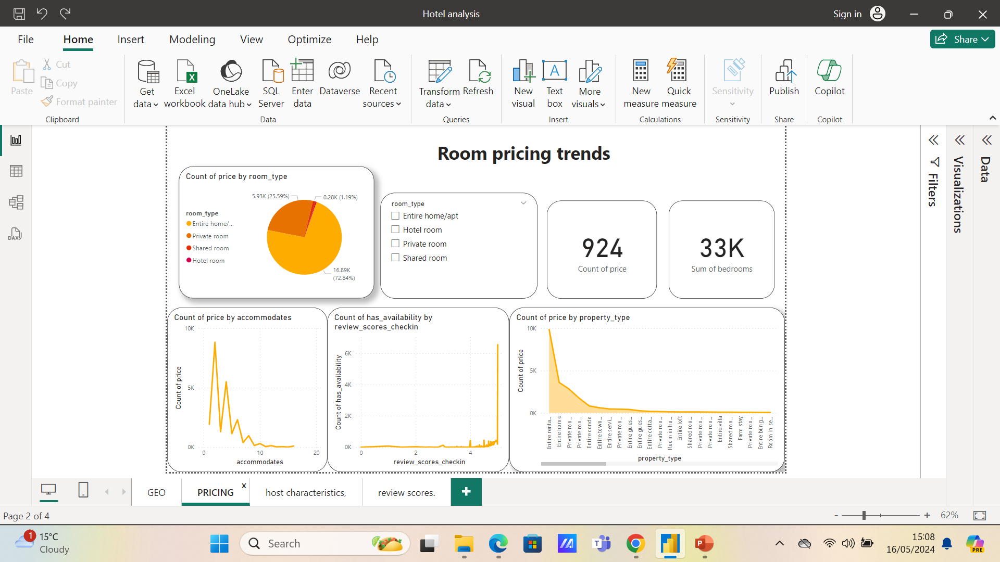 Hotel analysis
Sign in
File Home Insert Modeling View Optimize Help
Share
Paste
Cut
Copy
Format painter
Clipboard
Get data
Excel workbook
OneLake data hub
SQL Server
Enter data
Dataverse
Recent sources
Data
Transform data
Refresh
Queries
New visual
Text box
More visuals
Insert
New measure
Quick measure
Calculations
Sensitivity
Sensitivity
Publish
Share
Copilot
Copilot
DAX
Room pricing trends
Count of price by room_type
5.93K (25.59%)
0.28K (1.19%)
room_type
Entire home/...
Private room
Shared room
Hotel room
16.89K
(72.84%)
room_type
Entire home/apt
Hotel room
Private room
Shared room
924
Count of price
33K
Sum of bedrooms
Count of price by accommodates
10K
5K
0K
Count of price
0 10 20
accommodates
Count of has_availability by
review_scores_checkin
6K
4K
2K
0K
Count of has_availability
0 2 4
review_scores_checkin
Count of price by property_type
10K
5K
0K
Count of price
Entire renta...
Entire home
Private roo...
Private roo...
Entire condo
Entire town...
Entire servi...
Private roo...
Entire gues...
Entire gues...
Entire cotta...
Private roo...
Room in ho...
Entire loft
Shared roo...
Private roo...
Private roo...
Entire villa
Shared roo...
Farm stay
Private roo...
Entire bung...
Room in se...
property_type
Filters
Visualizations
Data
GEO
PRICING
x
host characteristics,
review scores.
+
Page 2 of 4
- + 62%
1
15°C
Cloudy
Search
15:08
16/05/2024
PRE